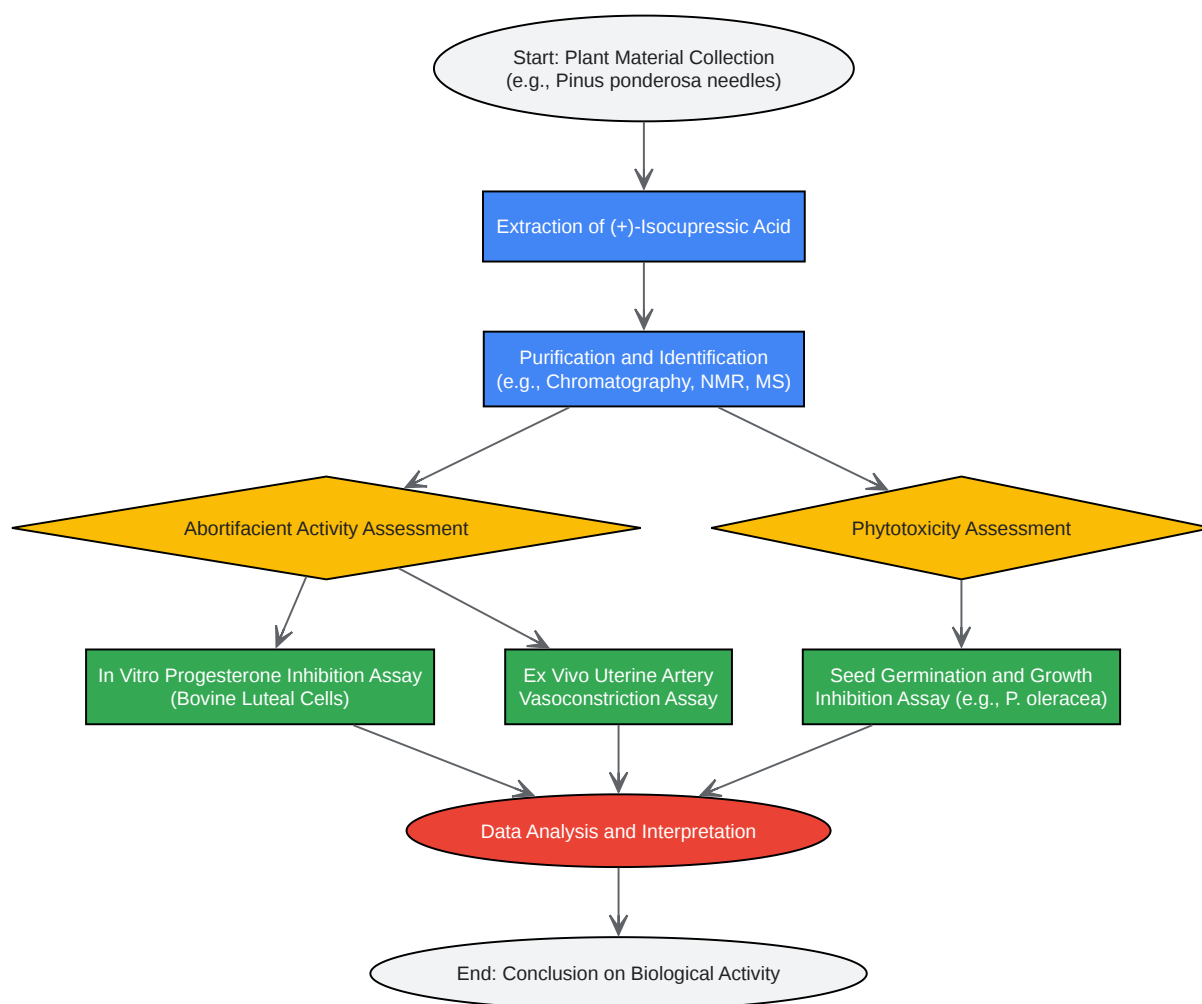 Start: Plant Material Collection
(e.g., Pinus ponderosa needles)
Extraction of (+)-Isocupressic Acid
Purification and Identification
(e.g., Chromatography, NMR, MS)
Abortifacient Activity Assessment
Phytotoxicity Assessment
In Vitro Progesterone Inhibition Assay
(Bovine Luteal Cells)
Ex Vivo Uterine Artery
Vasoconstriction Assay
Seed Germination and Growth
Inhibition Assay (e.g., P. oleracea)
Data Analysis and Interpretation
End: Conclusion on Biological Activity